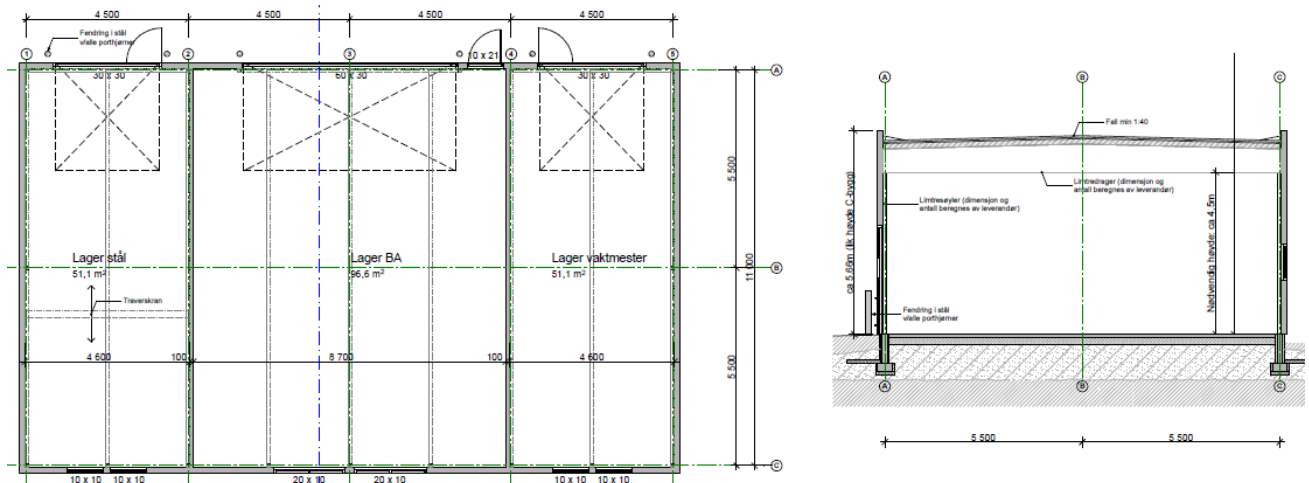 4 500
4 500
4 500
4 500
Fendring i stål
v/alle porthjørner
1
2
3
4
5
10 x 21
30 x 30
60 x 30
30 x 30
A
5 500
Lager stål
51,1 m²
Lager BA
96,6 m²
Lager vaktmester
51,1 m²
B
11 000
Traverskran
4 600
100
8 700
100
4 600
5 500
C
10 x 10
10 x 10
20 x 10
20 x 10
10 x 10
10 x 10
A
B
C
Fall min 1:40
ca 5,66m (lik høyde C-bygg)
Limtredrager (dimensjon og
antall beregnes av leverandør)
Limtresøyler (dimensjon og
antall beregnes av leverandør)
Nødvendig høyde: ca 4.5m
Fendring i stål
v/alle porthjørner
A
B
C
5 500
5 500